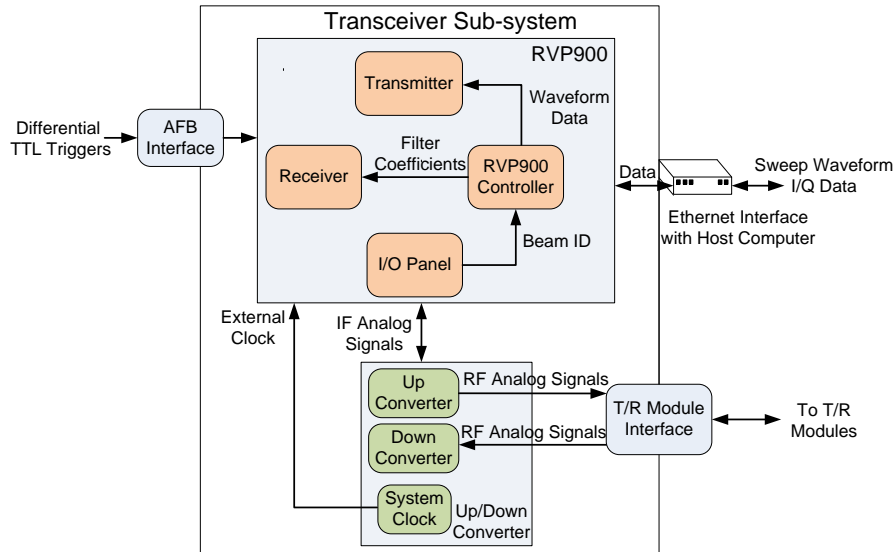 Transceiver Sub-system
RVP900
Transmitter
Waveform
Data
Differential
TTL Triggers
AFB
Interface
Filter
Coefficients
Receiver
RVP900
Controller
Data
Sweep Waveform
I/Q Data
Ethernet Interface
with Host Computer
Beam ID
I/O Panel
External
Clock
IF Analog
Signals
Up
Converter
RF Analog Signals
T/R Module
Interface
To T/R
Modules
Down
Converter
RF Analog Signals
System
Clock
Up/Down
Converter